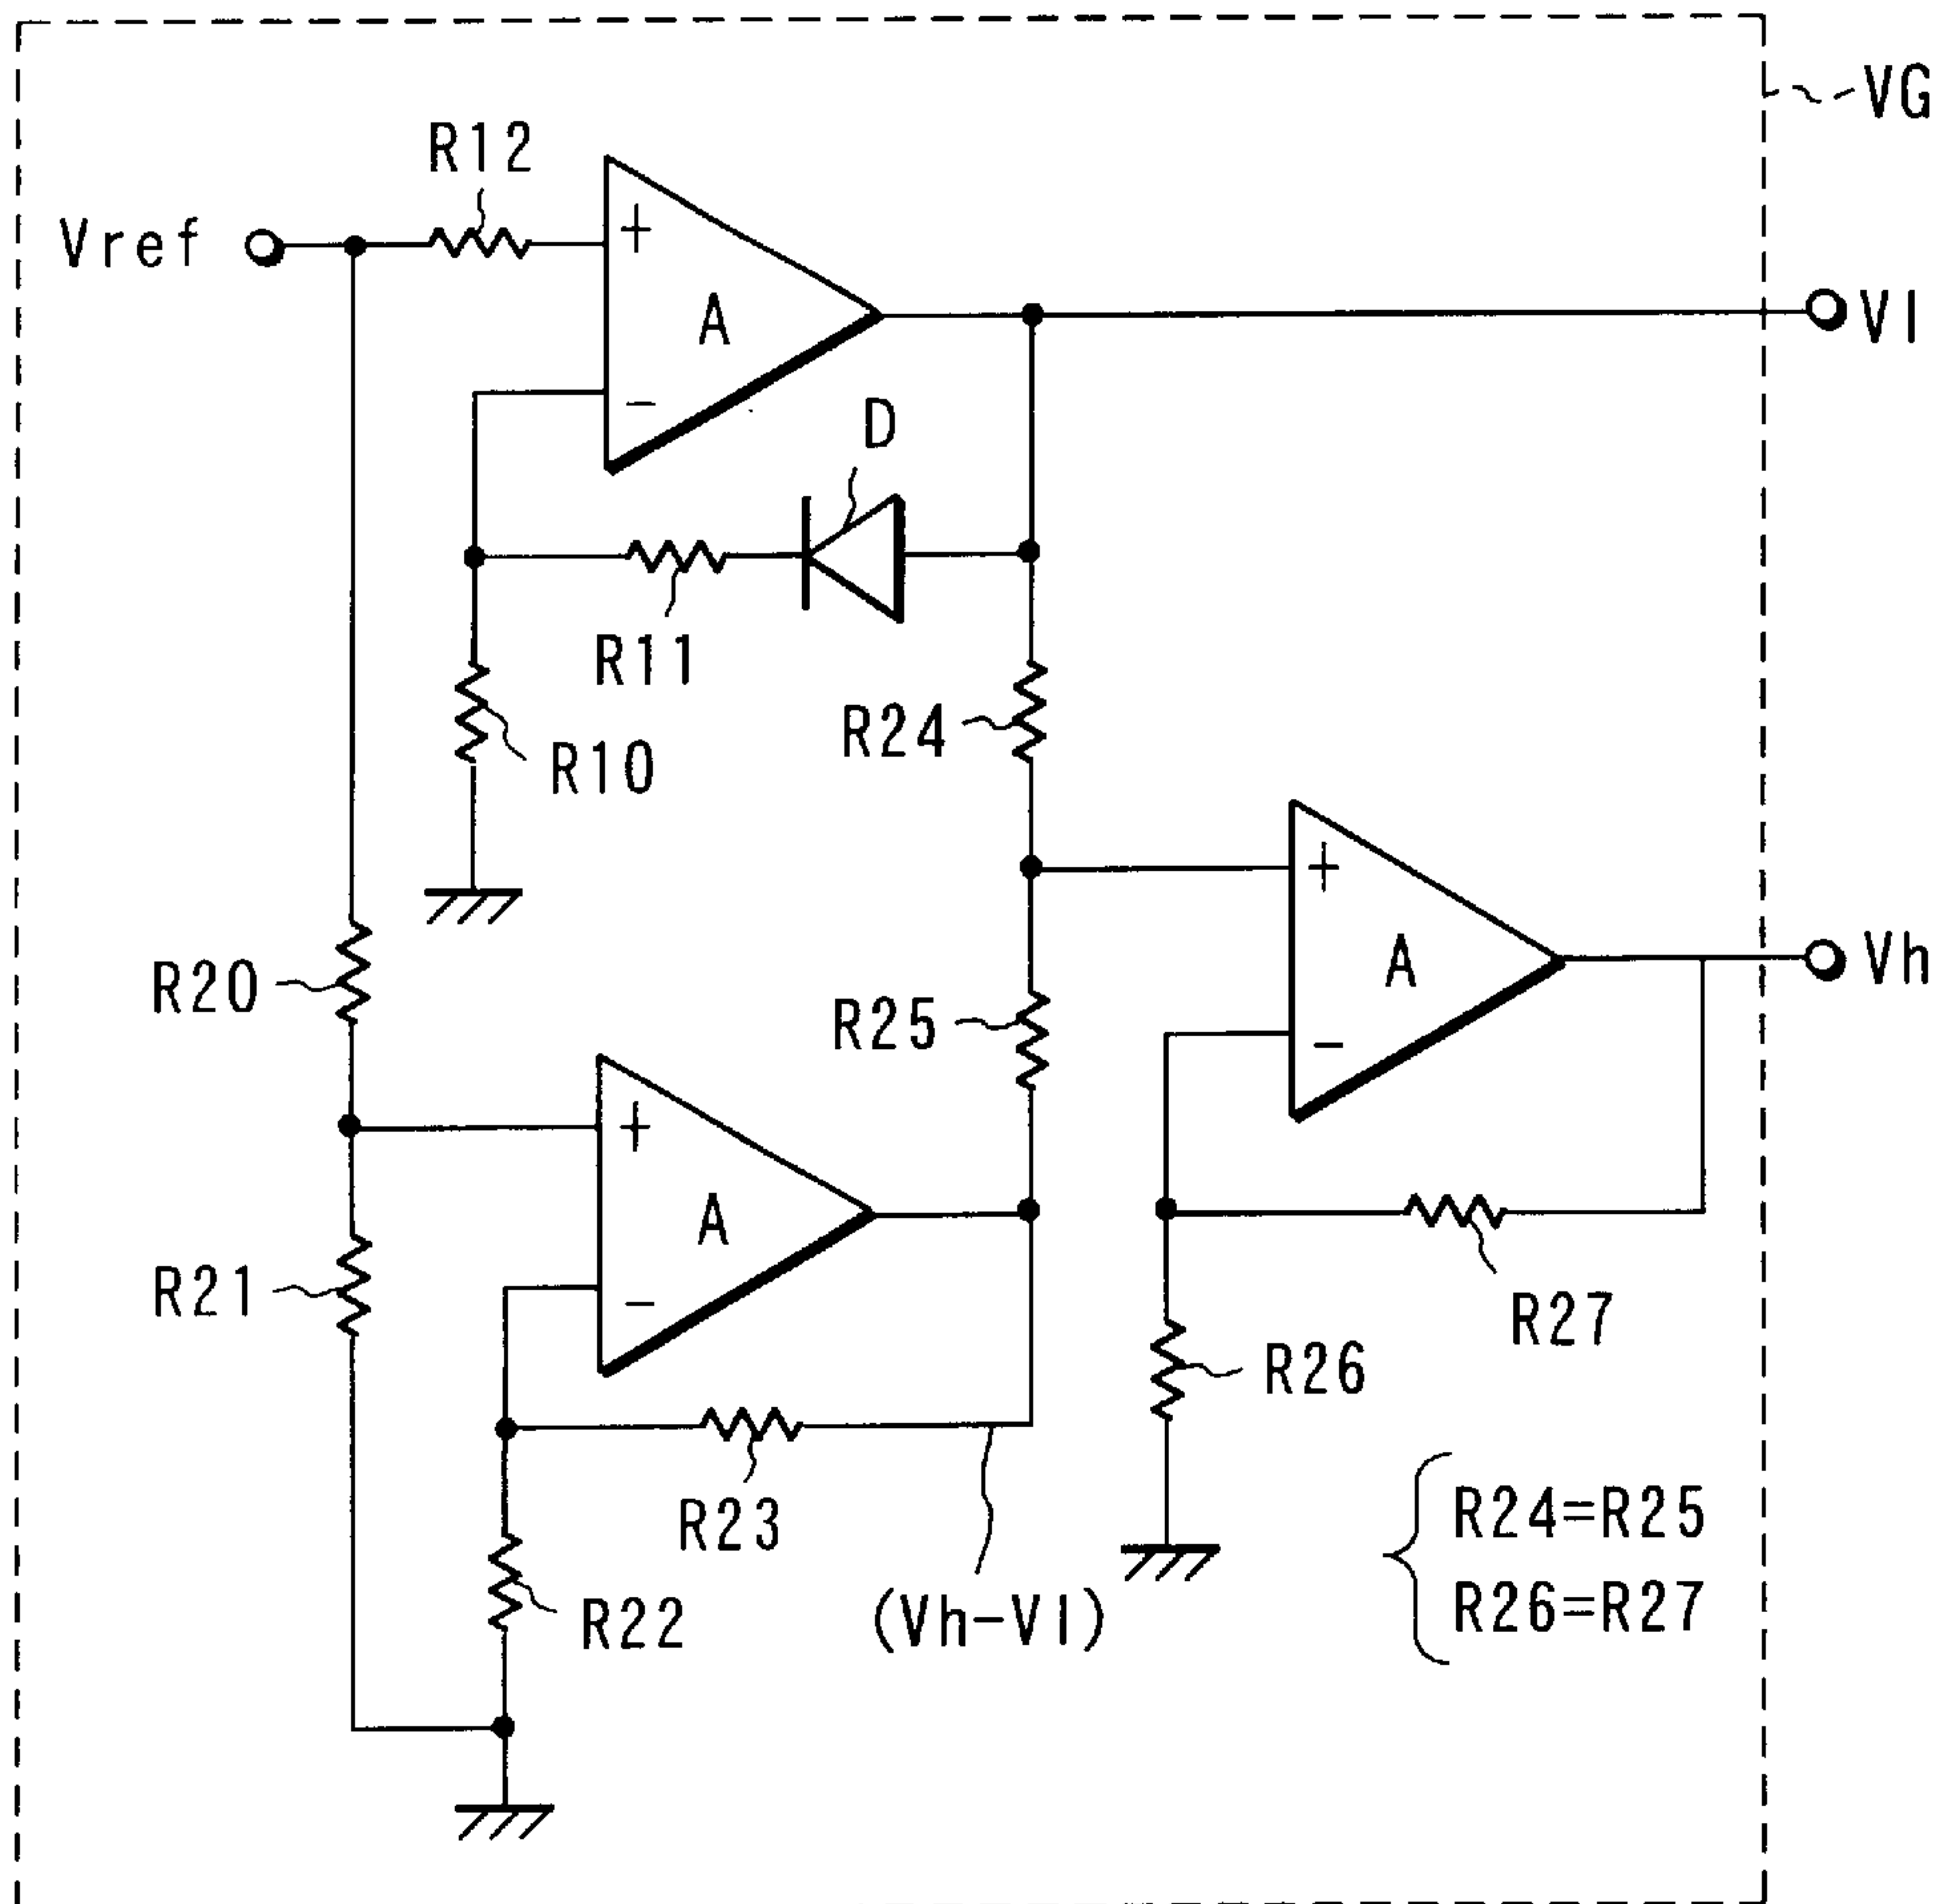 VG
R12
Vref
+
A
-
Vl
D
R11
R24
R10
+
A
-
Vh
R20
R25
+
A
-
R21
R27
R26
R23
R24=R25
R22
(Vh-Vl)
R26=R27